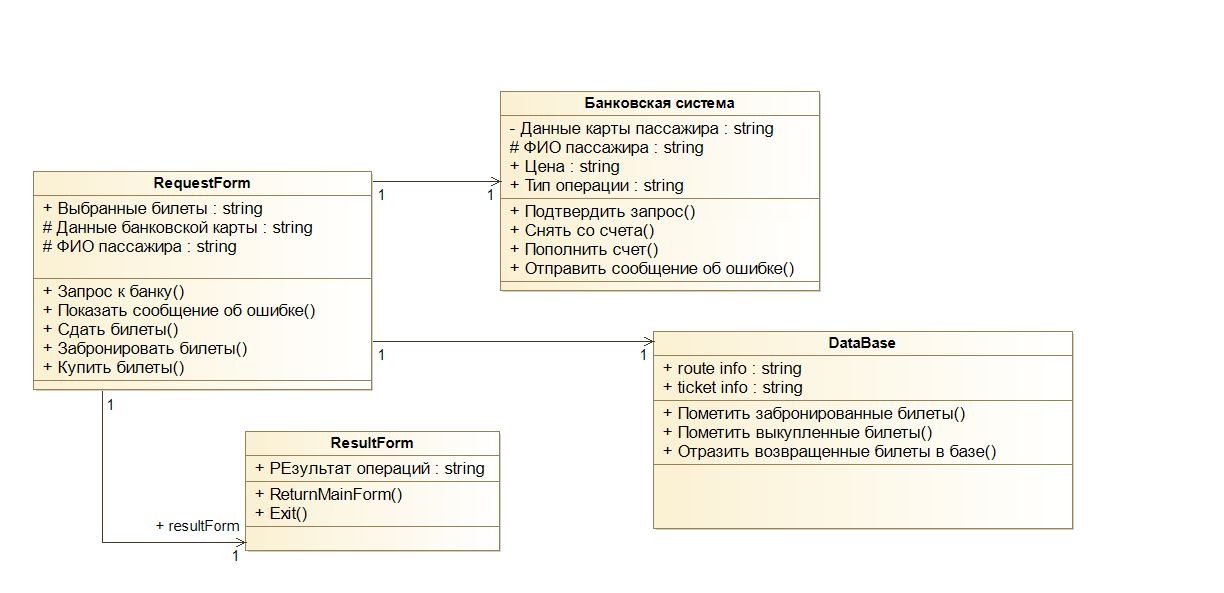 Банковская система
- Данные карты пассажира : string
# ФИО пассажира : string
+ Цена : string
+ Тип операции : string
+ Подтвердить запрос()
+ Снять со счета()
+ Пополнить счет()
+ Отправить сообщение об ошибке()
RequestForm
+ Выбранные билеты : string
# Данные банковской карты : string
# ФИО пассажира : string
+ Запрос к банку()
+ Показать сообщение об ошибке()
+ Сдать билеты()
+ Забронировать билеты()
+ Купить билеты()
1
1
1
1
DataBase
+ route info : string
+ ticket info : string
+ Пометить забронированные билеты()
+ Пометить выкупленные билеты()
+ Отразить возвращенные билеты в базе()
1
ResultForm
+ РЕзультат операций : string
+ ReturnMainForm()
+ Exit()
+ resultForm
1